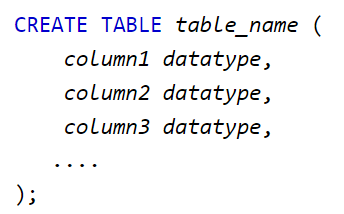 CREATE TABLE table_name (
    column1 datatype,
    column2 datatype,
    column3 datatype,
   ....
);